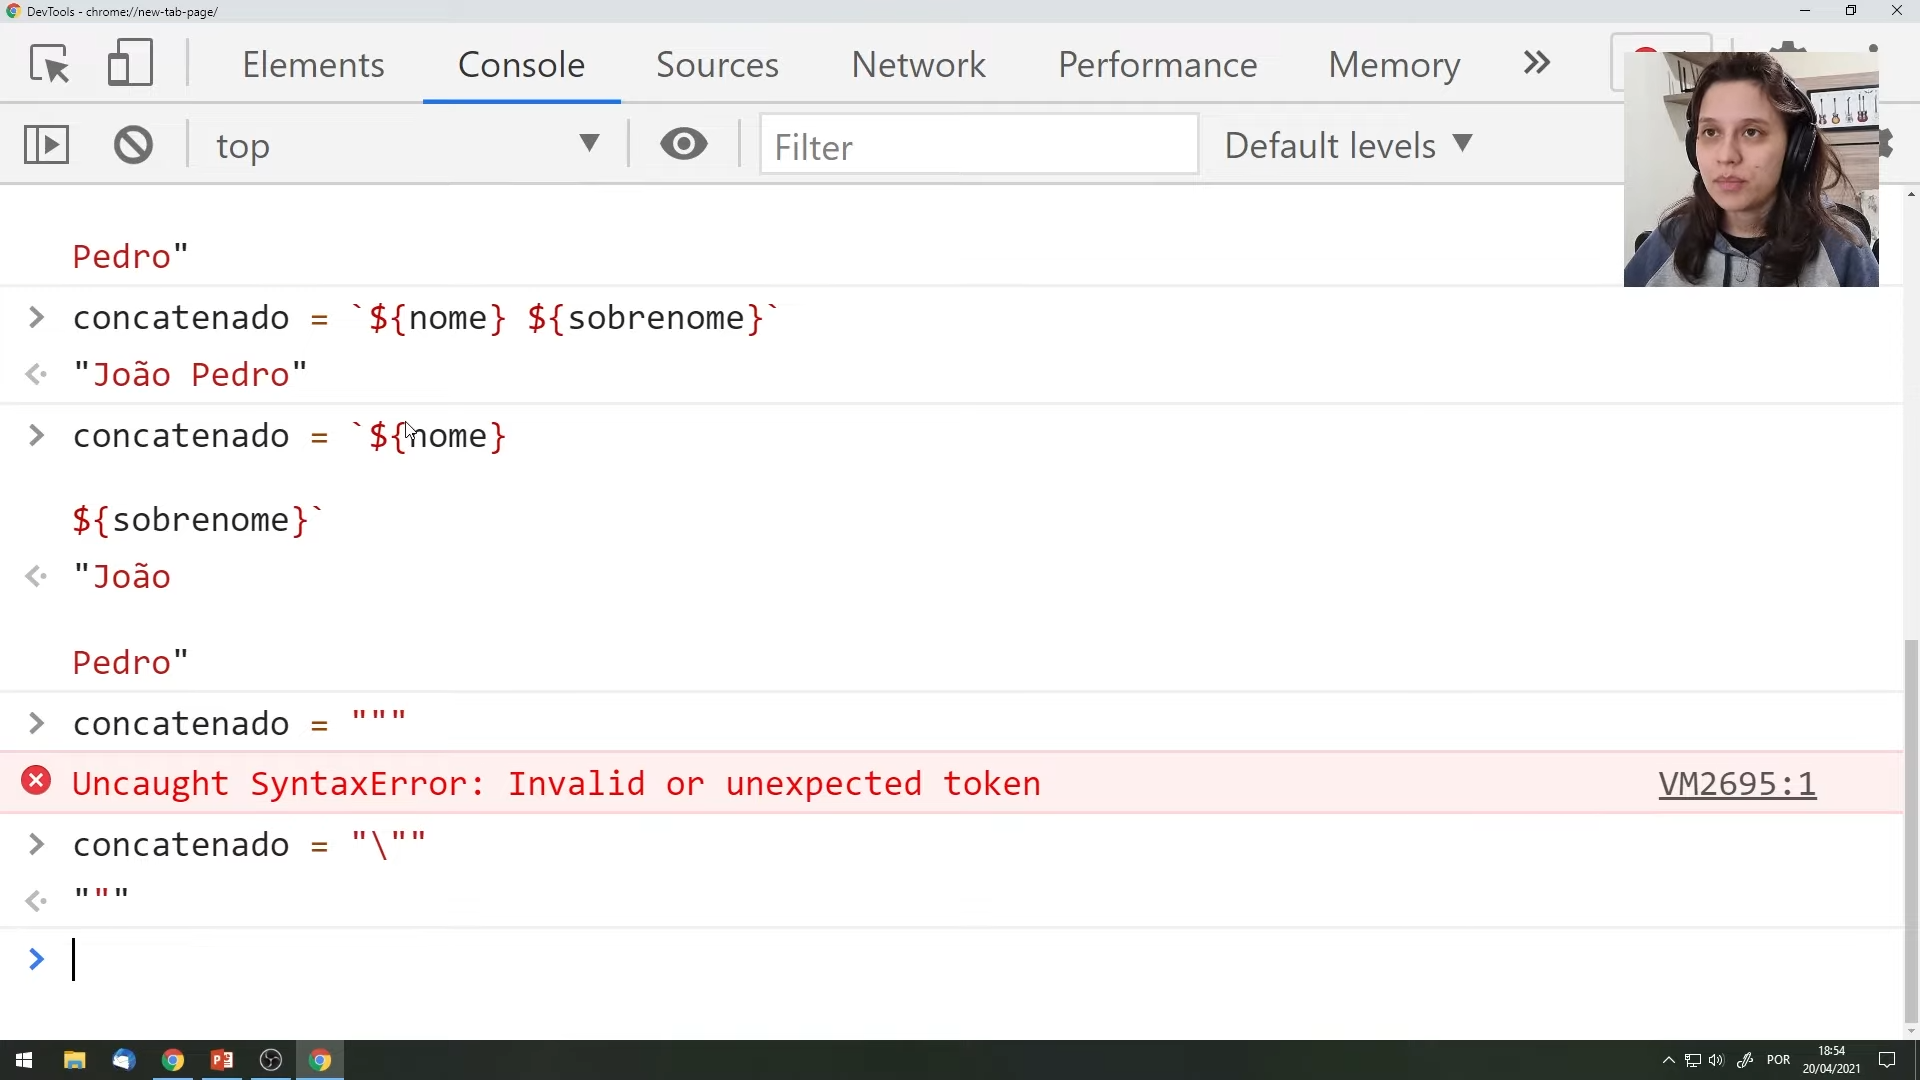 DevTools - chrome://new-tab-page/
Elements Console Sources Network Performance Memory
top Filter Default levels
Pedro"
concatenado = `${nome} ${sobrenome}`
"João Pedro"
concatenado = `${nome}
${sobrenome}`
"João
Pedro"
concatenado = """
Uncaught SyntaxError: Invalid or unexpected token VM2695:1
concatenado = "\""
"""
POR 18:54
20/04/2021